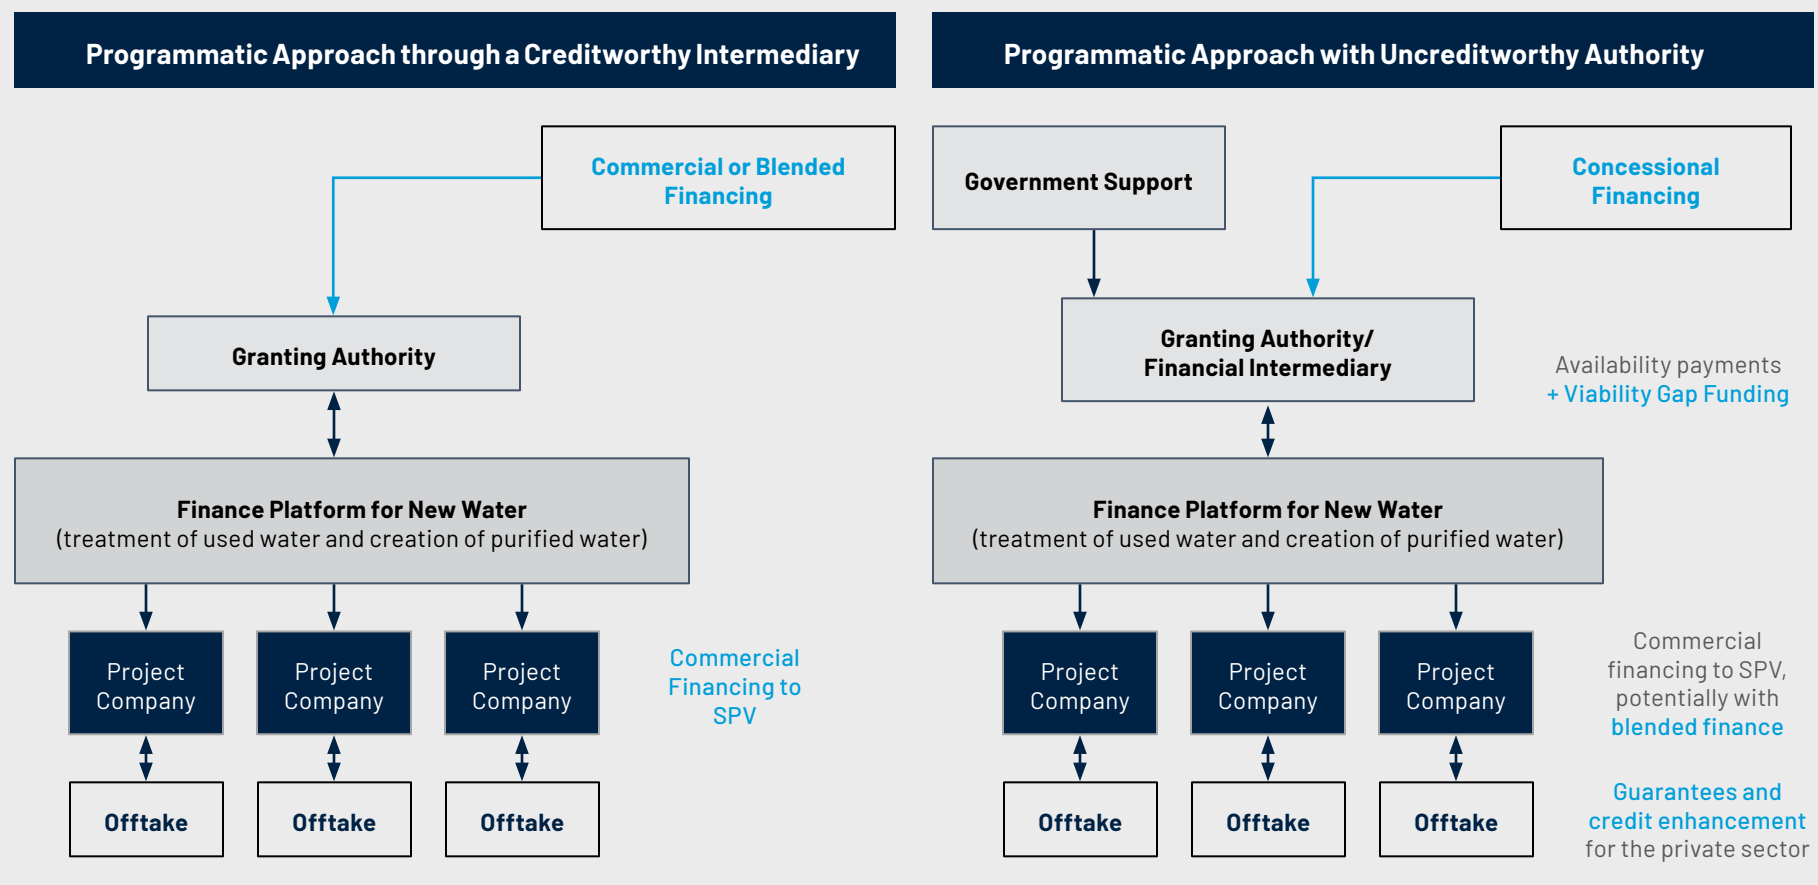 Programmatic Approach through a Creditworthy Intermediary
Commercial or Blended
Financing
Granting Authority
Finance Platform for New Water
(treatment of used water and creation of purified water)
Project
Company
Project
Company
Project
Company
Commercial
Financing to
SPV
Offtake
Offtake
Offtake
Programmatic Approach with Uncreditworthy Authority
Government Support
Concessional
Financing
Granting Authority/
Financial Intermediary
Availability payments
+ Viability Gap Funding
Finance Platform for New Water
(treatment of used water and creation of purified water)
Project
Company
Project
Company
Project
Company
Commercial
financing to SPV,
potentially with
blended finance
Offtake
Offtake
Offtake
Guarantees and
credit enhancement
for the private sector